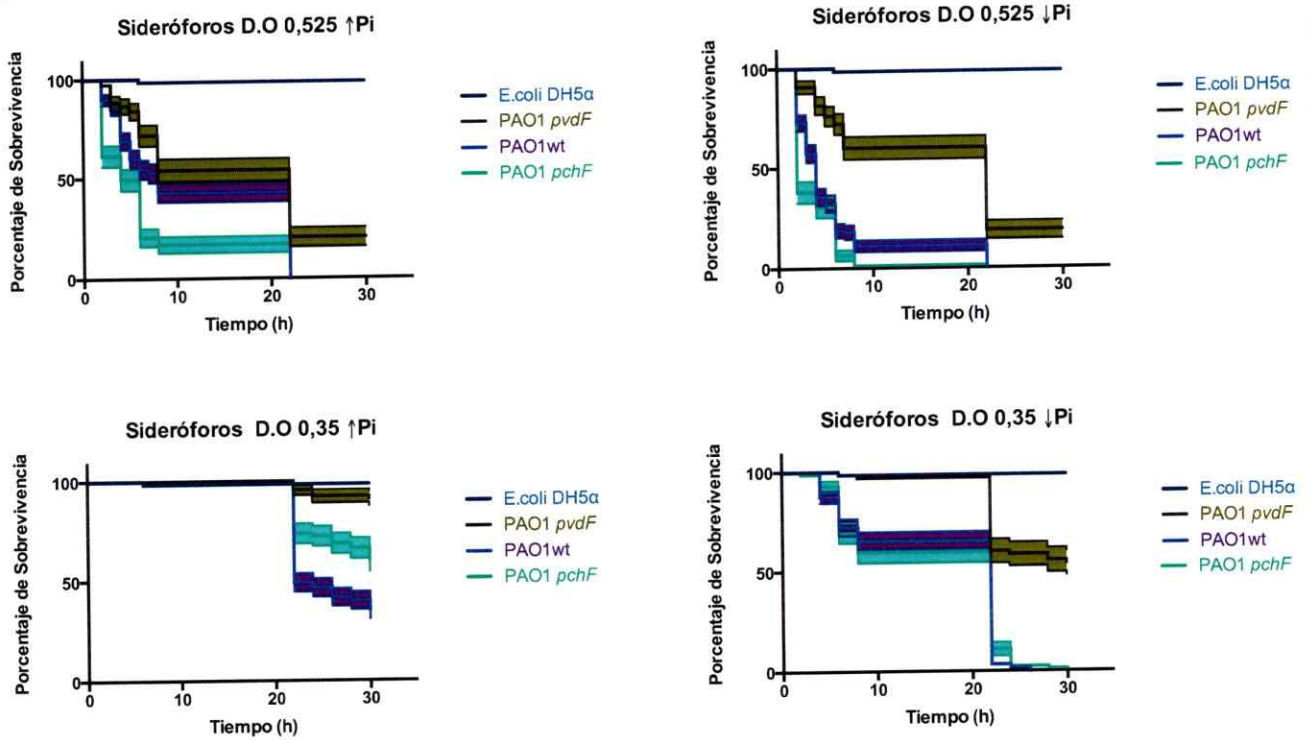 Sideróforos D.O 0,525 ↑Pi
Porcentaje de Sobrevivencia
100
50
0
0
10
20
30
Tiempo (h)
E.coli DH5α
PAO1 pvdF
PAO1wt
PAO1 pchF
Sideróforos D.O 0,525 ↓Pi
Porcentaje de Sobrevivencia
100
50
0
0
10
20
30
Tiempo (h)
E.coli DH5α
PAO1 pvdF
PAO1wt
PAO1 pchF
Sideróforos D.O 0,35 ↑Pi
Porcentaje de Sobrevivencia
100
50
0
0
10
20
30
Tiempo (h)
E.coli DH5α
PAO1 pvdF
PAO1wt
PAO1 pchF
Sideróforos D.O 0,35 ↓Pi
Porcentaje de Sobrevivencia
100
50
0
0
10
20
30
Tiempo (h)
E.coli DH5α
PAO1 pvdF
PAO1wt
PAO1 pchF